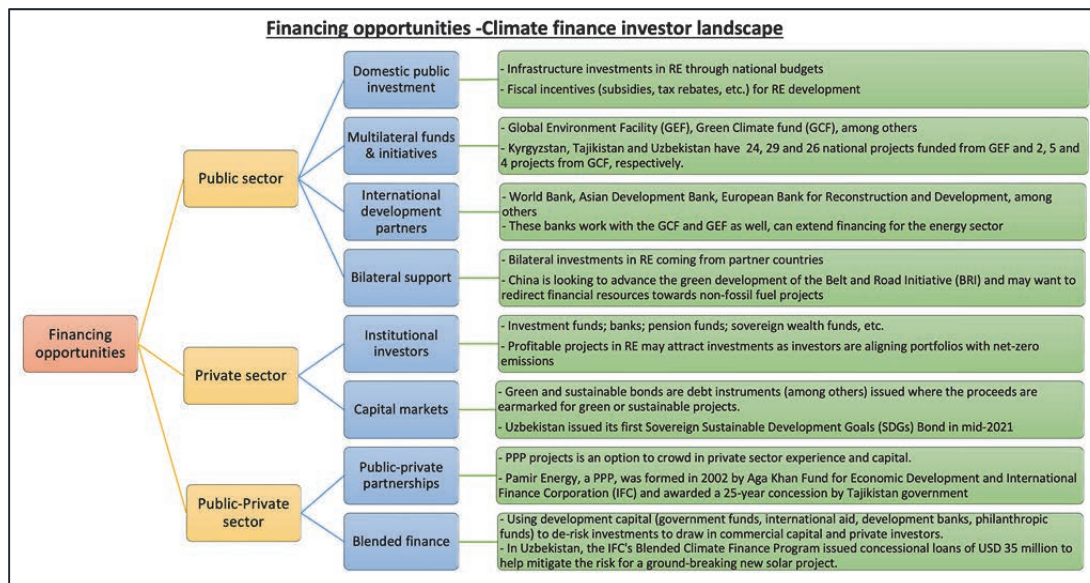 Financing opportunities -Climate finance investor landscape
Financing
opportunities
Public sector
Domestic public
investment
- Infrastructure investments in RE through national budgets
- Fiscal incentives (subsidies, tax rebates, etc.) for RE development
Multilateral funds
& initiatives
- Global Environment Facility (GEF), Green Climate fund (GCF), among others
- Kyrgyzstan, Tajikistan and Uzbekistan have 24, 29 and 26 national projects funded from GEF and 2, 5 and
4 projects from GCF, respectively.
International
development
partners
- World Bank, Asian Development Bank, European Bank for Reconstruction and Development, among
others
- These banks work with the GCF and GEF as well, can extend financing for the energy sector
Bilateral support
- Bilateral investments in RE coming from partner countries
- China is looking to advance the green development of the Belt and Road Initiative (BRI) and may want to
redirect financial resources towards non-fossil fuel projects
Private sector
Institutional
investors
- Investment funds; banks; pension funds; sovereign wealth funds, etc.
- Profitable projects in RE may attract investments as investors are aligning portfolios with net-zero
emissions
Capital markets
- Green and sustainable bonds are debt instruments (among others) issued where the proceeds are
earmarked for green or sustainable projects.
- Uzbekistan issued its first Sovereign Sustainable Development Goals (SDGs) Bond in mid-2021
Public-Private
sector
Public-private
partnerships
- PPP projects is an option to crowd in private sector experience and capital.
- Pamir Energy, a PPP, was formed in 2002 by Aga Khan Fund for Economic Development and International
Finance Corporation (IFC) and awarded a 25-year concession by Tajikistan government
Blended finance
- Using development capital (government funds, international aid, development banks, philanthropic
funds) to de-risk investments to draw in commercial capital and private investors.
- In Uzbekistan, the IFC's Blended Climate Finance Program issued concessional loans of USD 35 million to
help mitigate the risk for a ground-breaking new solar project.